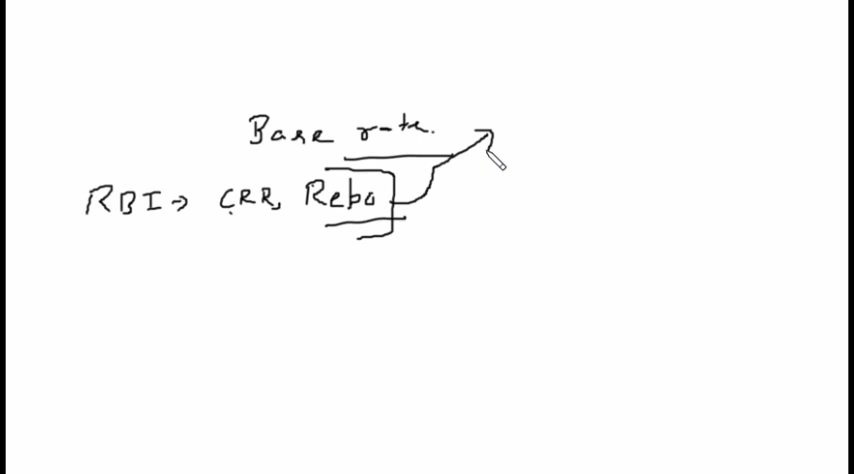 Base rate.
RBI → CRR, Rebo